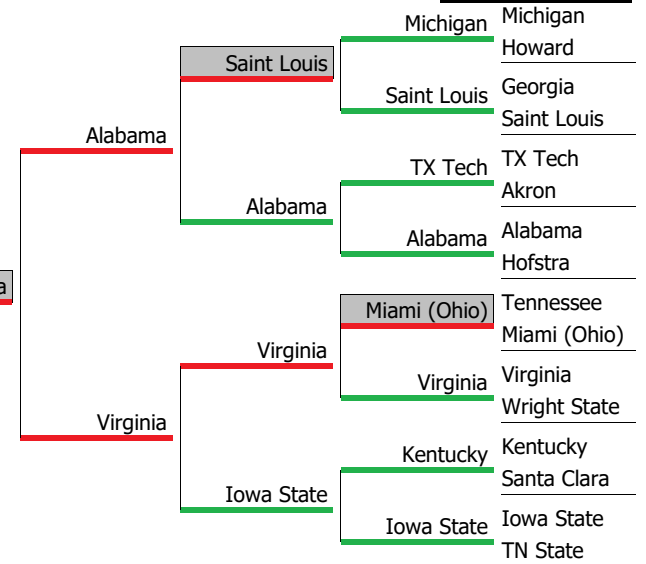 Michigan
Michigan
Howard
Saint Louis
Saint Louis
Georgia
Saint Louis
Alabama
TX Tech
TX Tech
Akron
Alabama
Alabama
Alabama
Hofstra
a
Miami (Ohio)
Tennessee
Miami (Ohio)
Virginia
Virginia
Virginia
Wright State
Virginia
Kentucky
Kentucky
Santa Clara
Iowa State
Iowa State
Iowa State
TN State